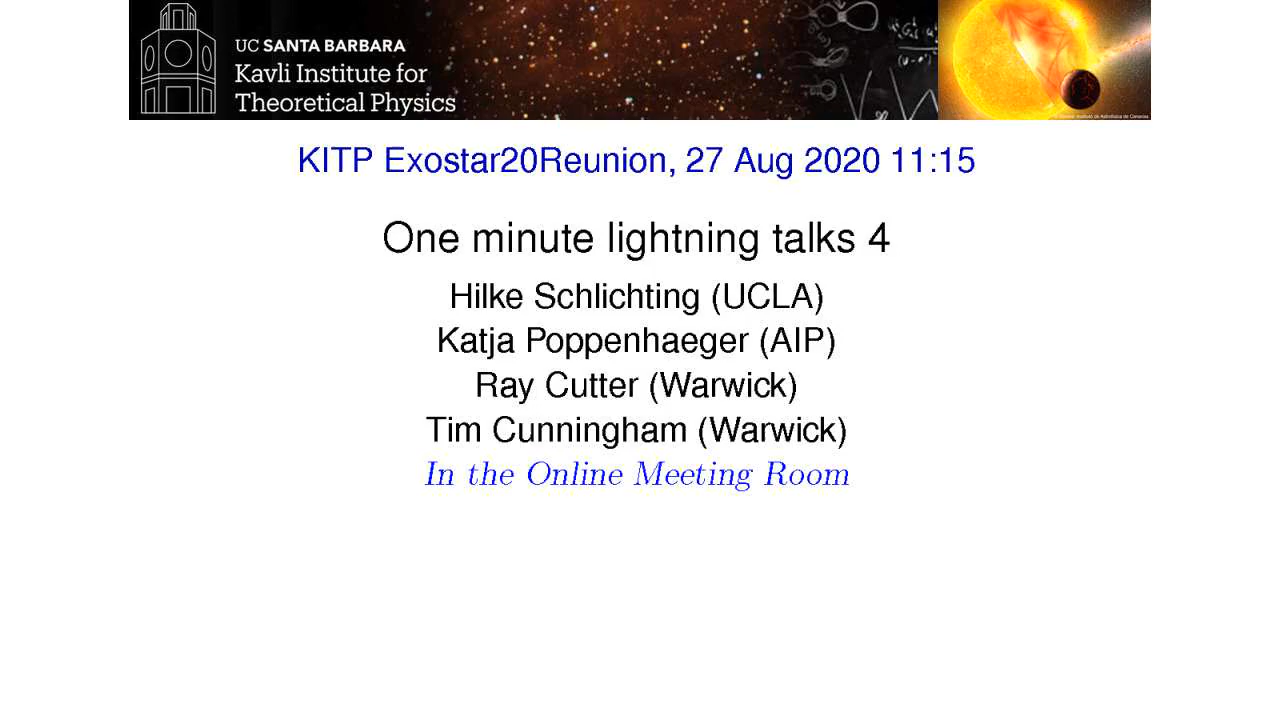 UC SANTA BARBARA
Kavli Institute for
Theoretical Physics
KITP Exostar20Reunion, 27 Aug 2020 11:15
One minute lightning talks 4
Hilke Schlichting (UCLA)
Katja Poppenhaeger (AIP)
Ray Cutter (Warwick)
Tim Cunningham (Warwick)
In the Online Meeting Room